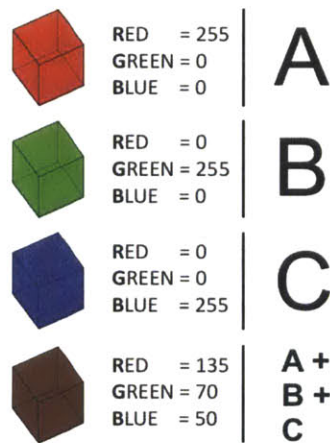 RED = 255
GREEN = 0
BLUE = 0
A
RED = 0
GREEN = 255
BLUE = 0
B
RED = 0
GREEN = 0
BLUE = 255
C
RED = 135
GREEN = 70
BLUE = 50
A +
B +
C